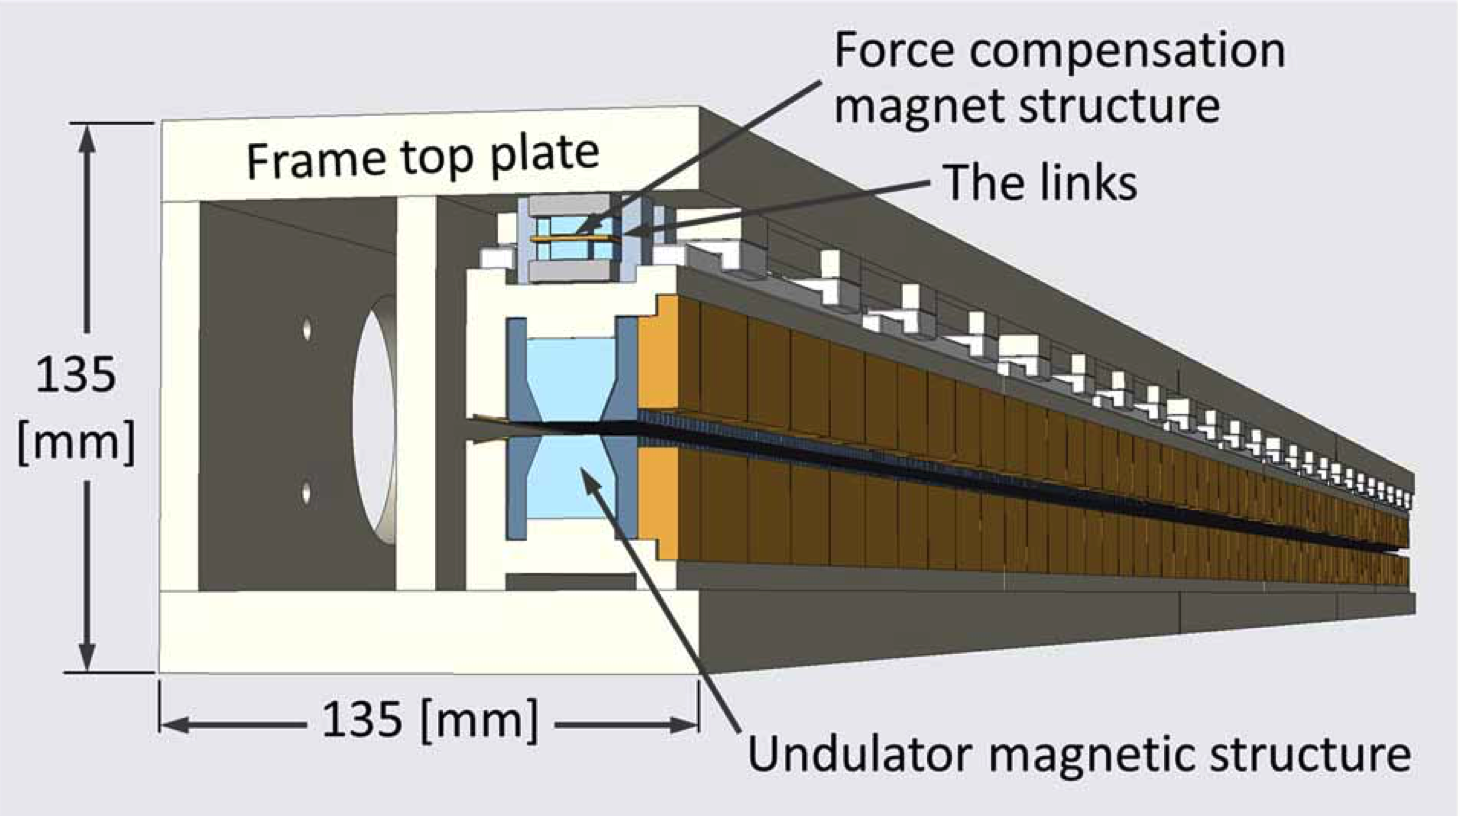 Force compensation
magnet structure
Frame top plate
The links
135
[mm]
135 [mm]
Undulator magnetic structure